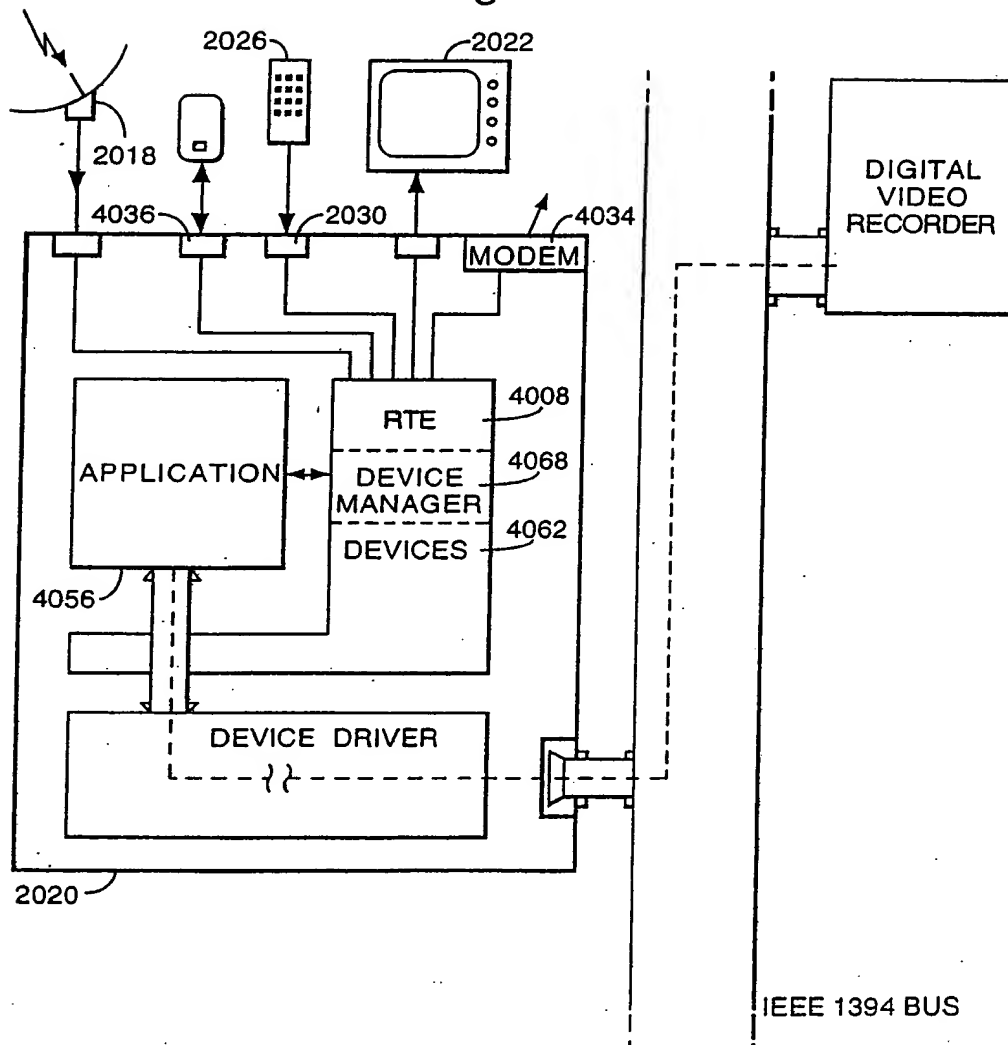 2026
2022
2018
4036
2030
4034
MODEM
DIGITAL
VIDEO
RECORDER
RTE
4008
APPLICATION
DEVICE
MANAGER
4068
DEVICES
4062
4056
DEVICE DRIVER
2020
IEEE 1394 BUS